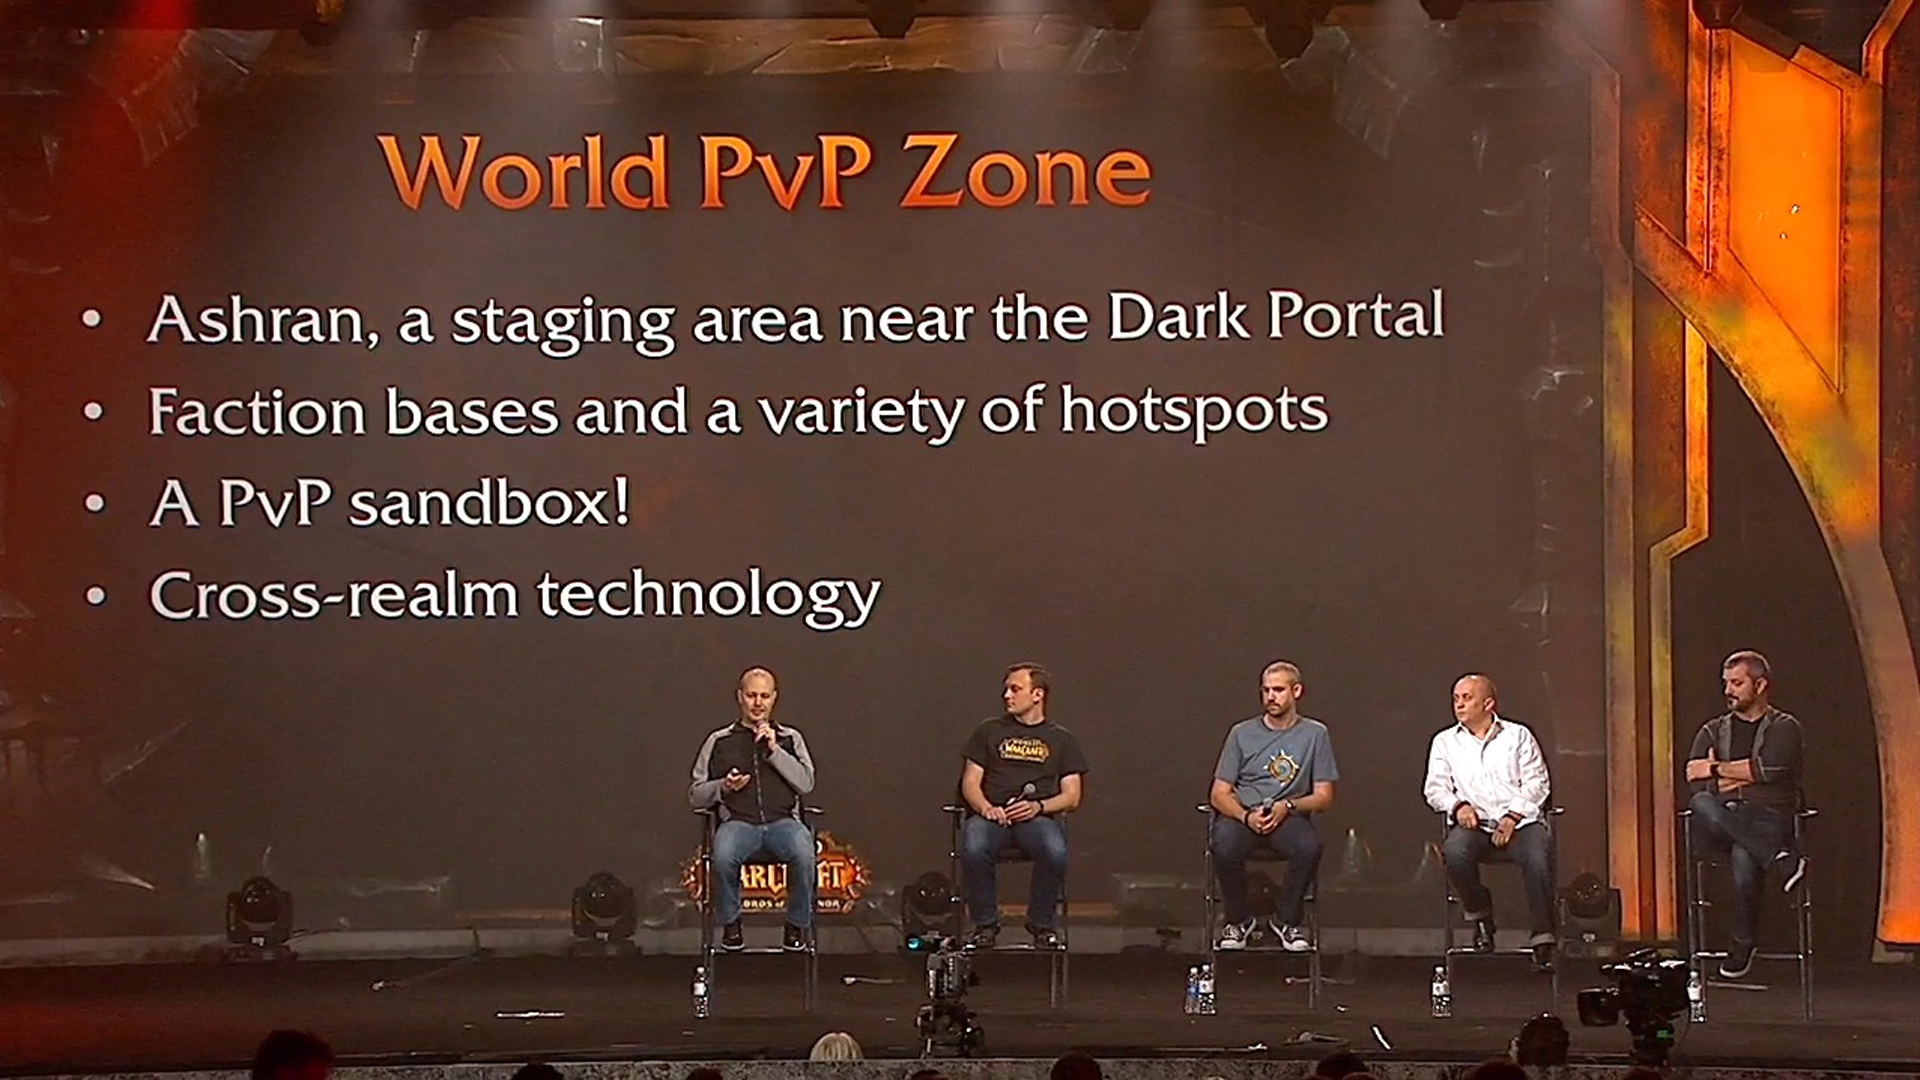 World PvP Zone
• Ashran, a staging area near the Dark Portal
• Faction bases and a variety of hotspots
• A PvP sandbox!
• Cross-realm technology
WARCRAFT